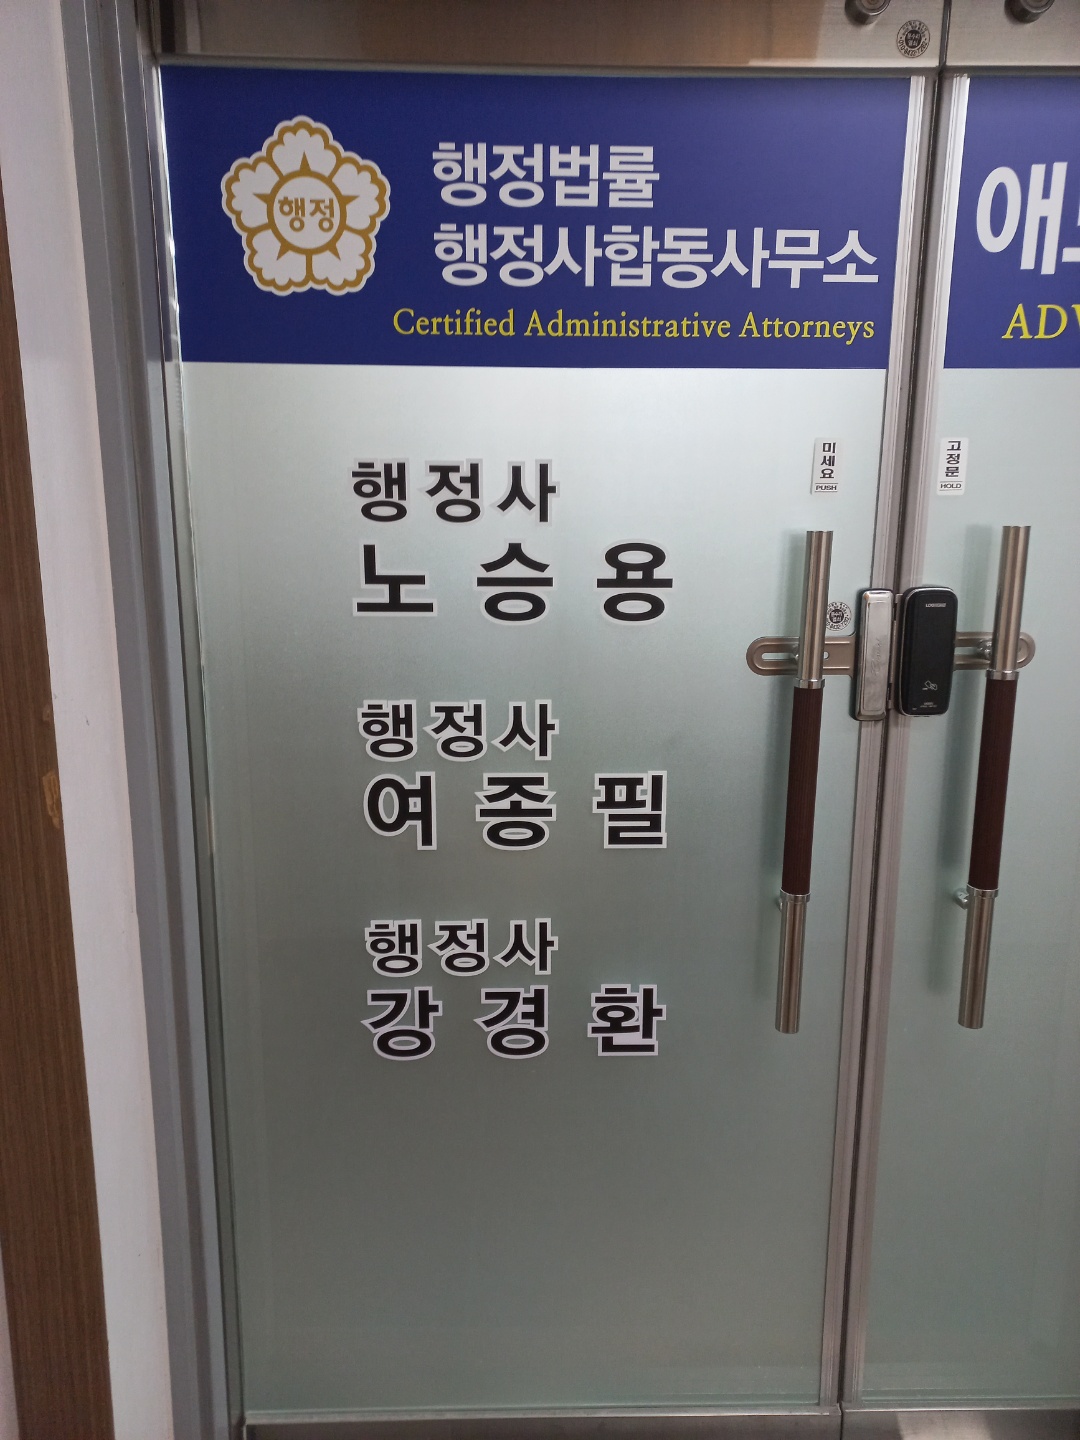 행정
행정법률
행정사합동사무소
Certified Administrative Attorneys
행정사
노승용
행정사
여종필
행정사
강경환
미세요
PUSH
고정문
HOLD